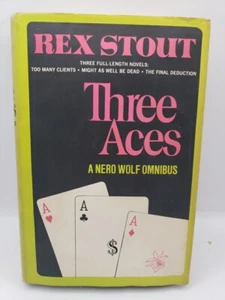 REX STOUT
THREE FULL-LENGTH NOVELS:
TOO MANY CLIENTS • MIGHT AS WELL BE DEAD • THE FINAL DEDUCTION
Three
Aces
A NERO WOLF OMNIBUS
A
A
A
$